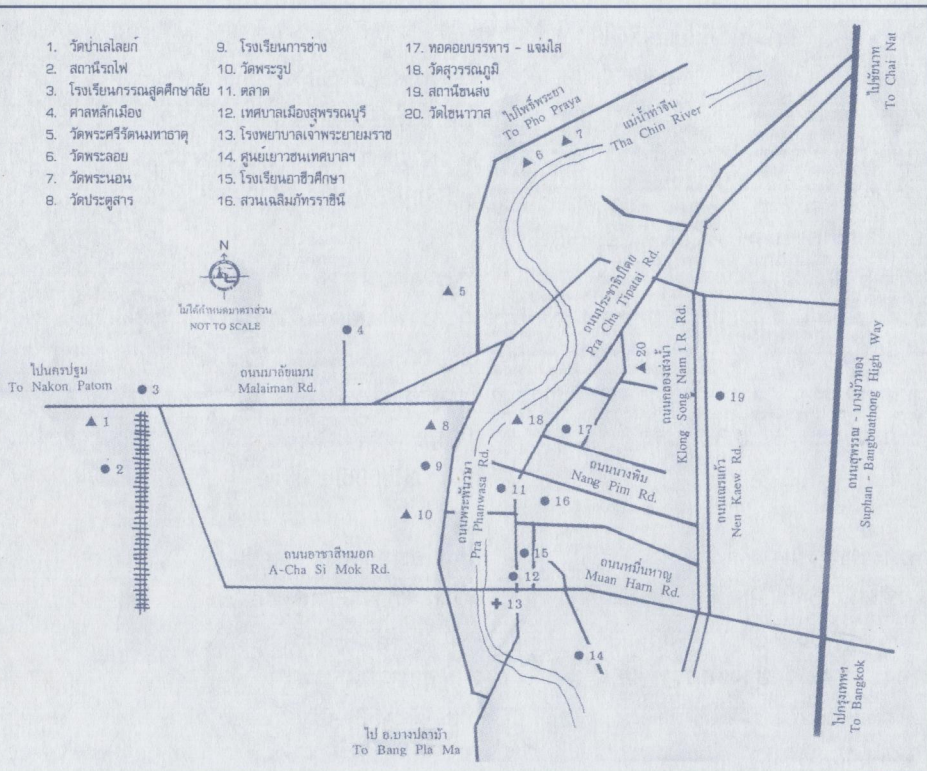 1. วัดป่าเลไลยก์
2. สถานีรถไฟ
3. โรงเรียนกรรณสูตศึกษาลัย
4. ศาลหลักเมือง
5. วัดพระศรีรัตนมหาธาตุ
6. วัดพระลอย
7. วัดพระนอน
8. วัดประตูสาร
9. โรงเรียนการช่าง
10. วัดพระรูป
11. ตลาด
12. เทศบาลเมืองสุพรรณบุรี
13. โรงพยาบาลเจ้าพระยายมราช
14. ศูนย์เยาวชนเทศบาลฯ
15. โรงเรียนอาชีวศึกษา
16. สวนเฉลิมภัทรราชินี
17. หอคอยบรรหาร - แจ่มใส
18. วัดสุวรรณภูมิ
19. สถานีขนส่ง
20. วัดไชนาวาส
ไปโพธิ์พระยา
To Pho Praya
แม่น้ำท่าจีน
Tha Chin River
ไปชัยนาท
To Chai Nat
6
7
N
ไม่ได้กำหนดมาตราส่วน
NOT TO SCALE
5
4
ถนนประชาธิปไตย
Pra Cha Tipatai Rd.
20
ถนนคลองส่งน้ำ
Klong Song Nam 1 R Rd.
ถนนสุพรรณ - บางบัวทอง
Suphan - Bangbuathong High Way
ไปนครปฐม
To Nakon Patom
3
ถนนมาลัยแมน
Malaiman Rd.
19
1
8
18
17
2
9
ถนนพระพันวษา
Pra Phanwasa Rd.
ถนนนางพิม
Nang Pim Rd.
ถนนเณรแก้ว
Nen Kaew Rd.
11
16
10
15
ถนนอาชาสีหมอก
A-Cha Si Mok Rd.
12
ถนนหมื่นหาญ
Muan Harn Rd.
13
14
ไปกรุงเทพฯ
To Bangkok
ไป อ.บางปลาม้า
To Bang Pla Ma